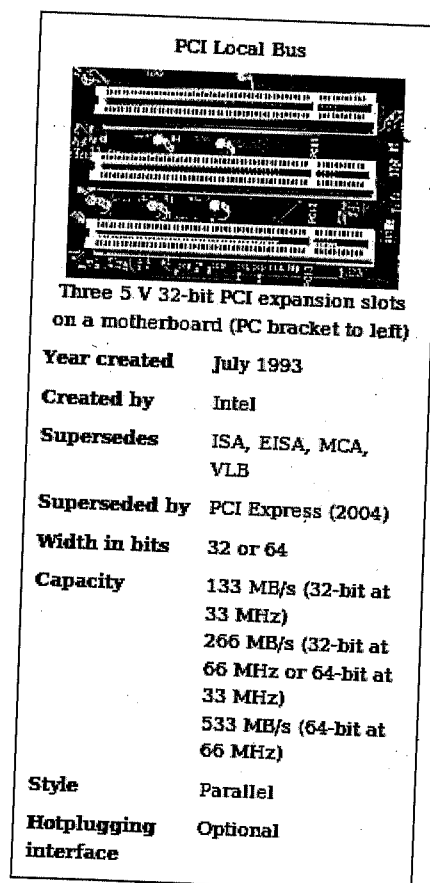 PCI Local Bus
Three 5 V 32-bit PCI expansion slots
on a motherboard (PC bracket to left)
Year created July 1993
Created by Intel
Supersedes ISA, EISA, MCA,
VLB
Superseded by PCI Express (2004)
Width in bits 32 or 64
Capacity 133 MB/s (32-bit at
33 MHz)
266 MB/s (32-bit at
66 MHz or 64-bit at
33 MHz)
533 MB/s (64-bit at
66 MHz)
Style Parallel
Hotplugging Optional
interface